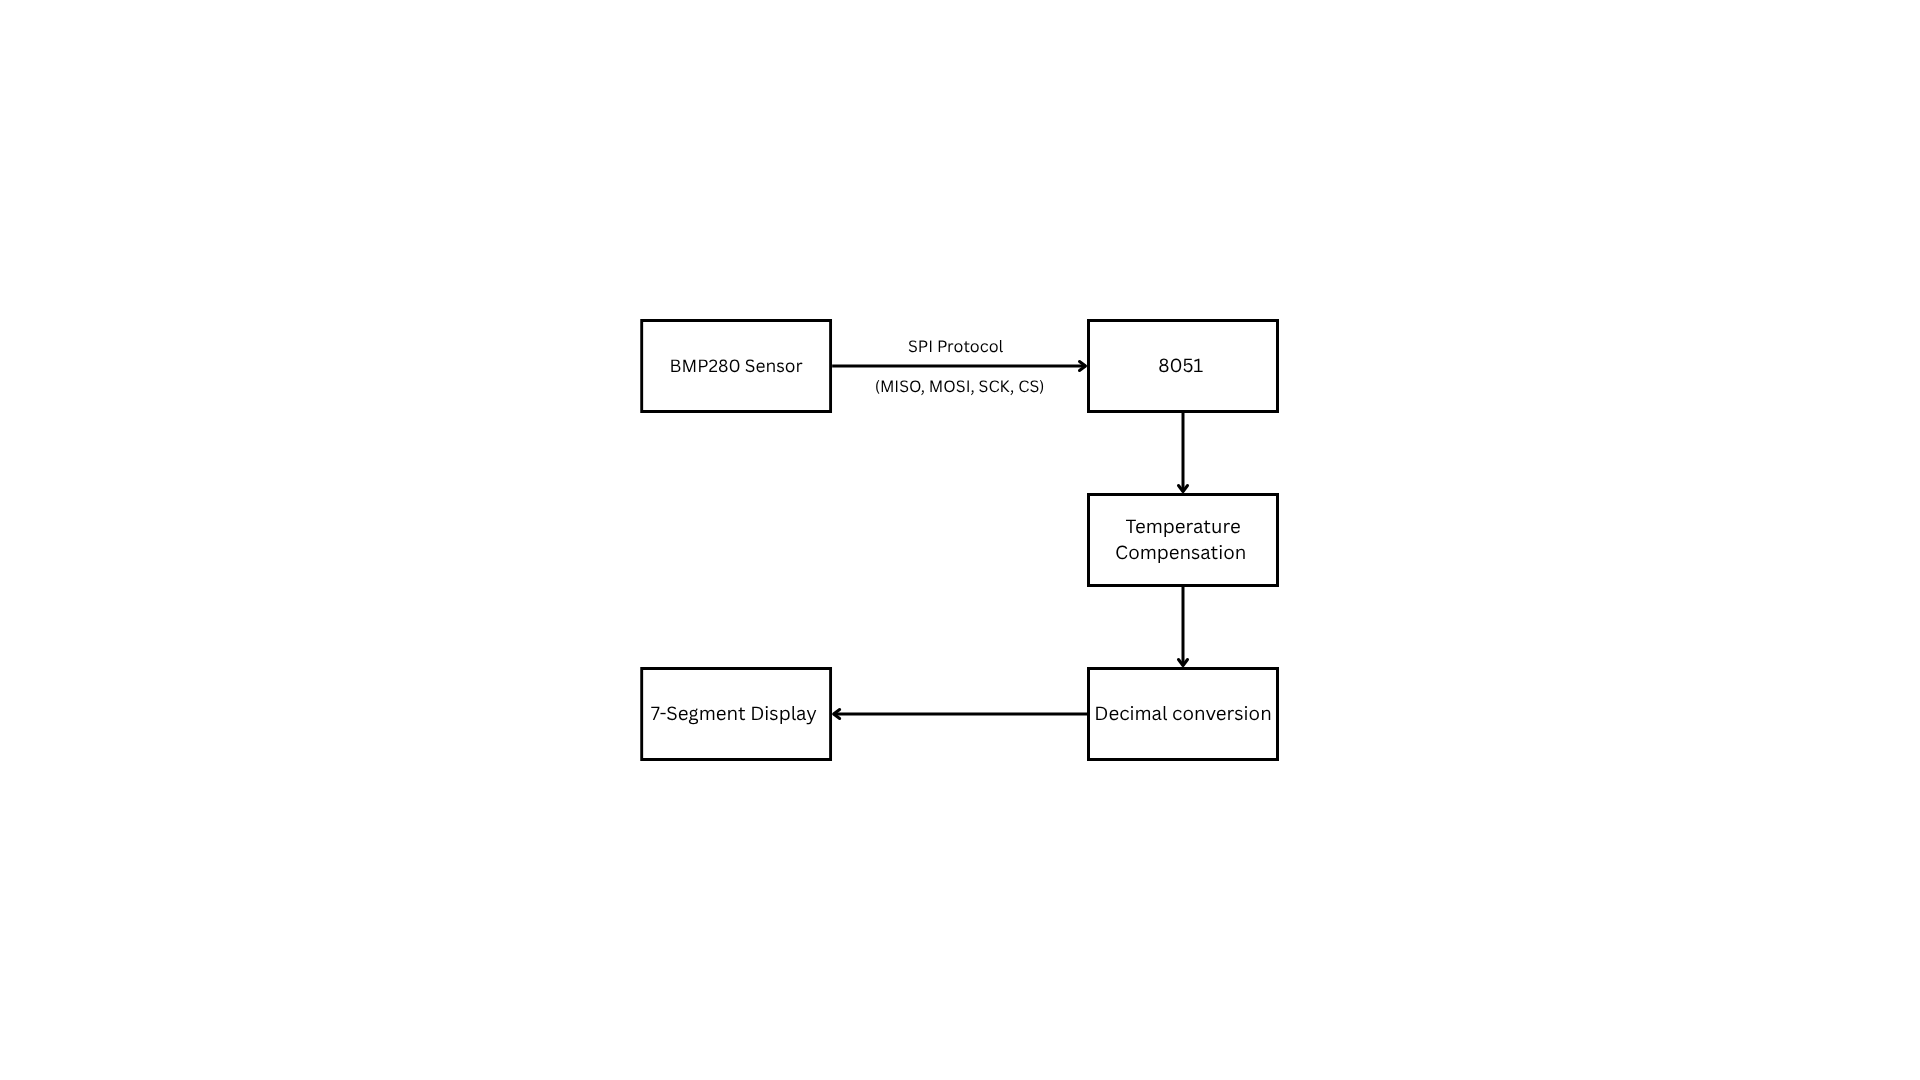 BMP280 Sensor
SPI Protocol
(MISO, MOSI, SCK, CS)
8051
Temperature
Compensation
7-Segment Display
Decimal conversion